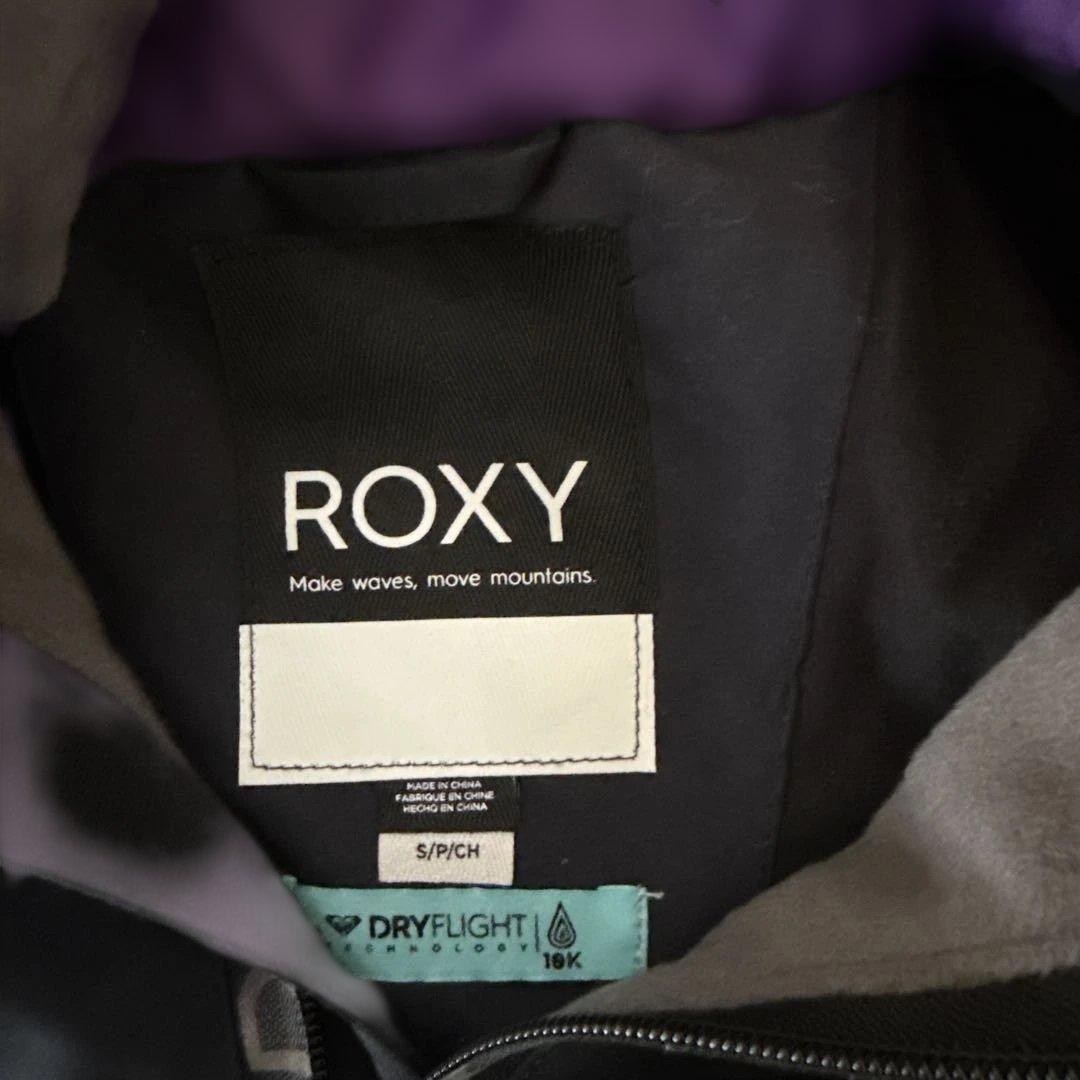 ROXY
Make waves, move mountains.
MADE IN CHINA
FABRIQUE EN CHINE
HECHO EN CHINA
S/P/CH
DRYFLIGHT
TECHNOLOGY
10K